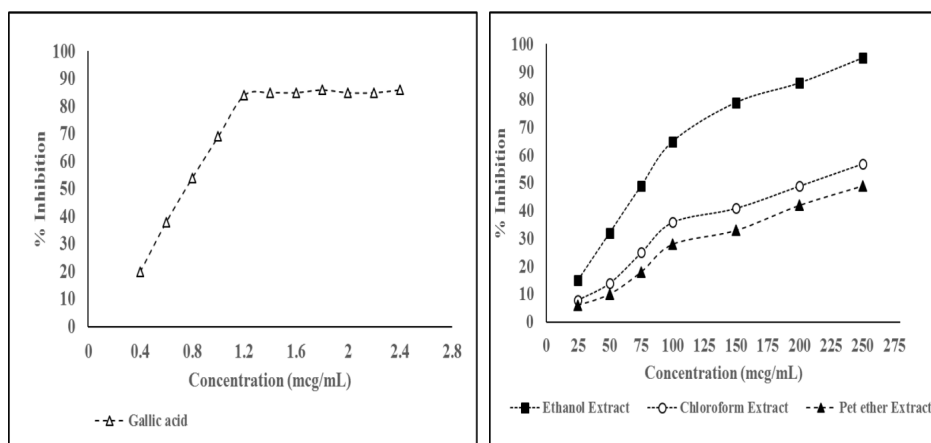 100
90
80
70
60
50
40
30
20
10
0
% Inhibition
0 0.4 0.8 1.2 1.6 2 2.4 2.8
Concentration (mcg/mL)
Gallic acid
100
90
80
70
60
50
40
30
20
10
0
% Inhibition
0 25 50 75 100 150 200 250 275
Concentration (mcg/mL)
Ethanol Extract Chloroform Extract Pet ether Extract